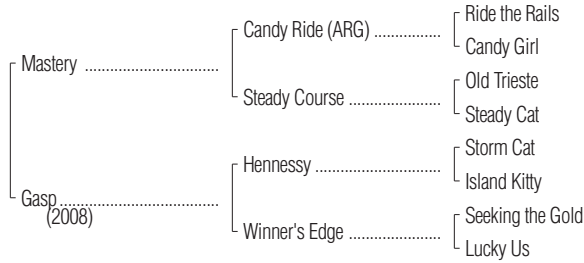 Ride the Rails
Candy Ride (ARG) ................
Candy Girl
Mastery ................................
Old Trieste
Steady Course ......................
Steady Cat
Storm Cat
Hennessy ..............................
Island Kitty
Gasp ......................................
(2008)
Seeking the Gold
Winner's Edge ......................
Lucky Us